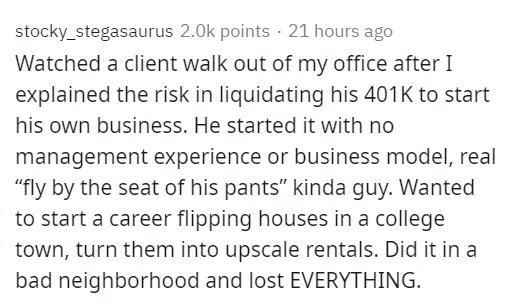 stocky_stegasaurus 2.0k points · 21 hours ago
Watched a client walk out of my office after I
explained the risk in liquidating his 401K to start
his own business. He started it with no
management experience or business model, real
“fly by the seat of his pants” kinda guy. Wanted
to start a career flipping houses in a college
town, turn them into upscale rentals. Did it in a
bad neighborhood and lost EVERYTHING.